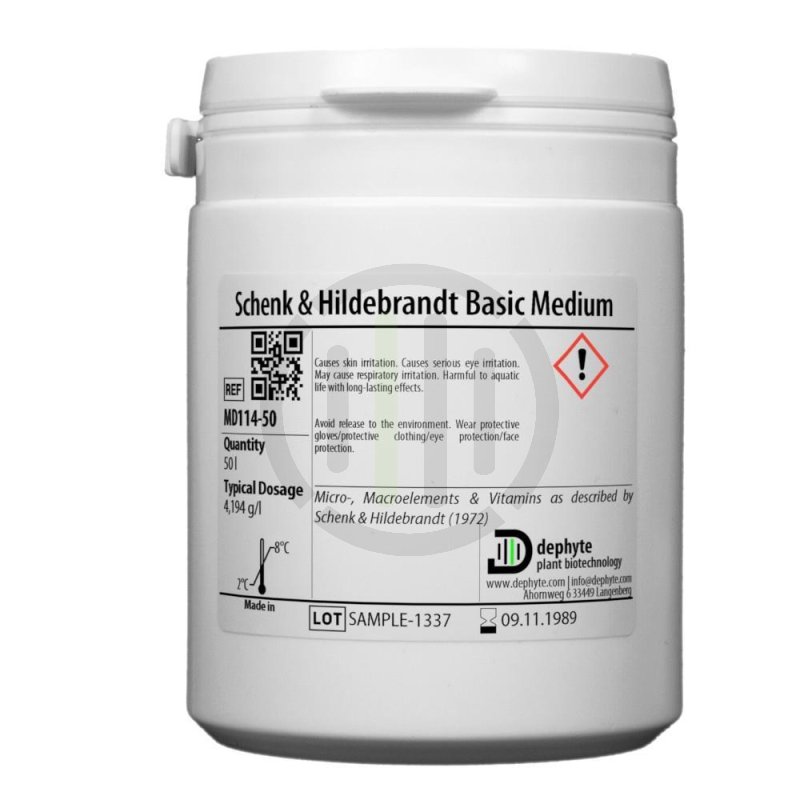 Schenk & Hildebrandt Basic Medium
REF
MD114-50
Quantity
50 l
Typical Dosage
4,194 g/l
8°C
2°C
Made in
Causes skin irritation. Causes serious eye irritation.
May cause respiratory irritation. Harmful to aquatic
life with long-lasting effects.
Avoid release to the environment. Wear protective
gloves/protective clothing/eye protection/face
protection.
Micro-, Macroelements & Vitamins as described by
Schenk & Hildebrandt (1972)
dephyte
plant biotechnology
www.dephyte.com | info@dephyte.com
Ahornweg 6 33449 Langenberg
LOT SAMPLE-1337
09.11.1989